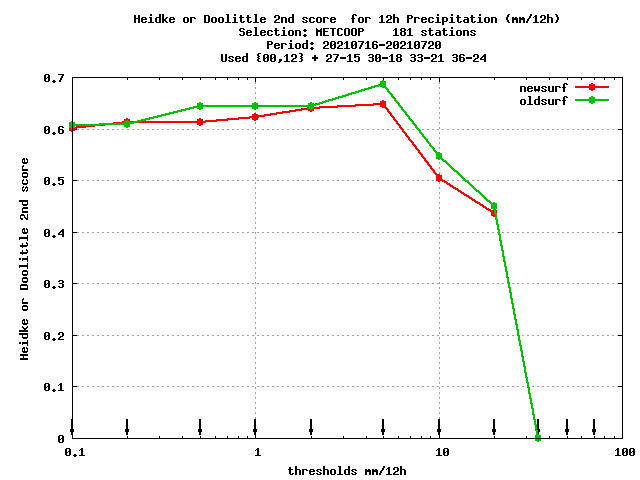 Heidke or Doolittle 2nd score  for 12h Precipitation (mm/12h)
Selection: METCOOP    181 stations
Period: 20210716-20210720
Used {00,12} + 27-15 30-18 33-21 36-24
newsurf
oldsurf
Heidke or Doolittle 2nd score
0.7
0.6
0.5
0.4
0.3
0.2
0.1
0
0.1
1
10
100
thresholds mm/12h